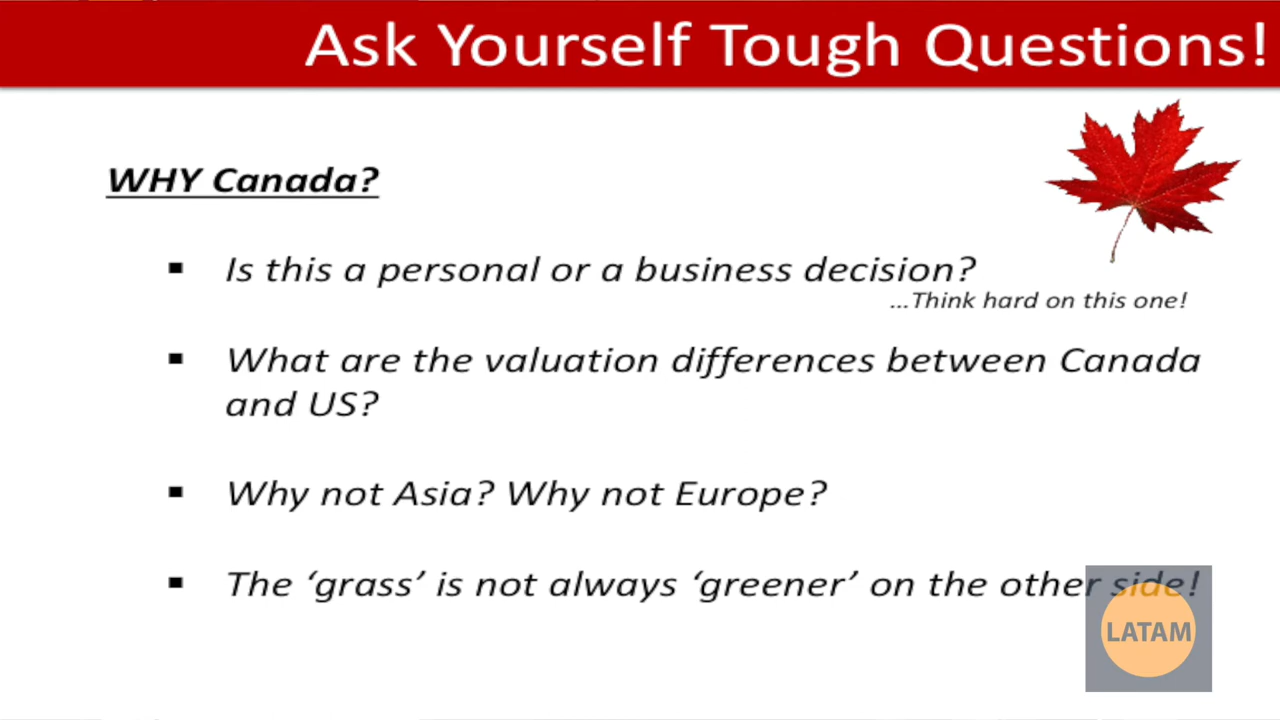 Ask Yourself Tough Questions!
WHY Canada?
▪ Is this a personal or a business decision?
...Think hard on this one!
▪ What are the valuation differences between Canada
and US?
▪ Why not Asia? Why not Europe?
▪ The ‘grass’ is not always ‘greener’ on the other side!
LATAM